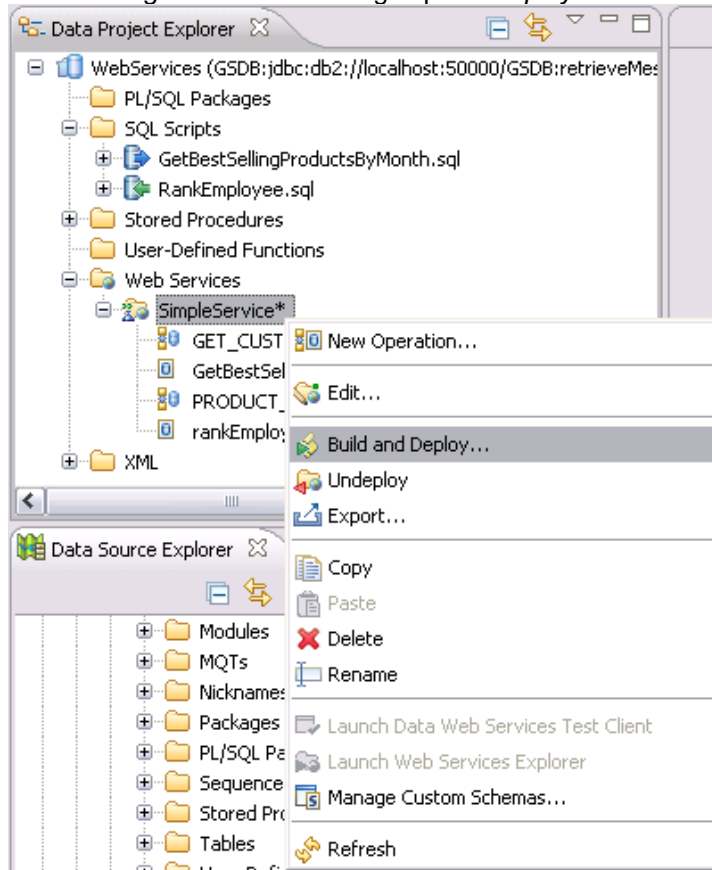 Data Project Explorer
WebServices (GSDB:jdbc:db2://localhost:50000/GSDB:retrieveMes
PL/SQL Packages
SQL Scripts
GetBestSellingProductsByMonth.sql
RankEmployee.sql
Stored Procedures
User-Defined Functions
Web Services
SimpleService*
GET_CUST
GetBestSel
PRODUCT_
rankEmploy
XML
New Operation...
Edit...
Build and Deploy...
Undeploy
Export...
Copy
Paste
Delete
Rename
Launch Data Web Services Test Client
Launch Web Services Explorer
Manage Custom Schemas...
Refresh
Data Source Explorer
Modules
MQTs
Nicknames
Packages
PL/SQL Pa
Sequence
Stored Pro
Tables